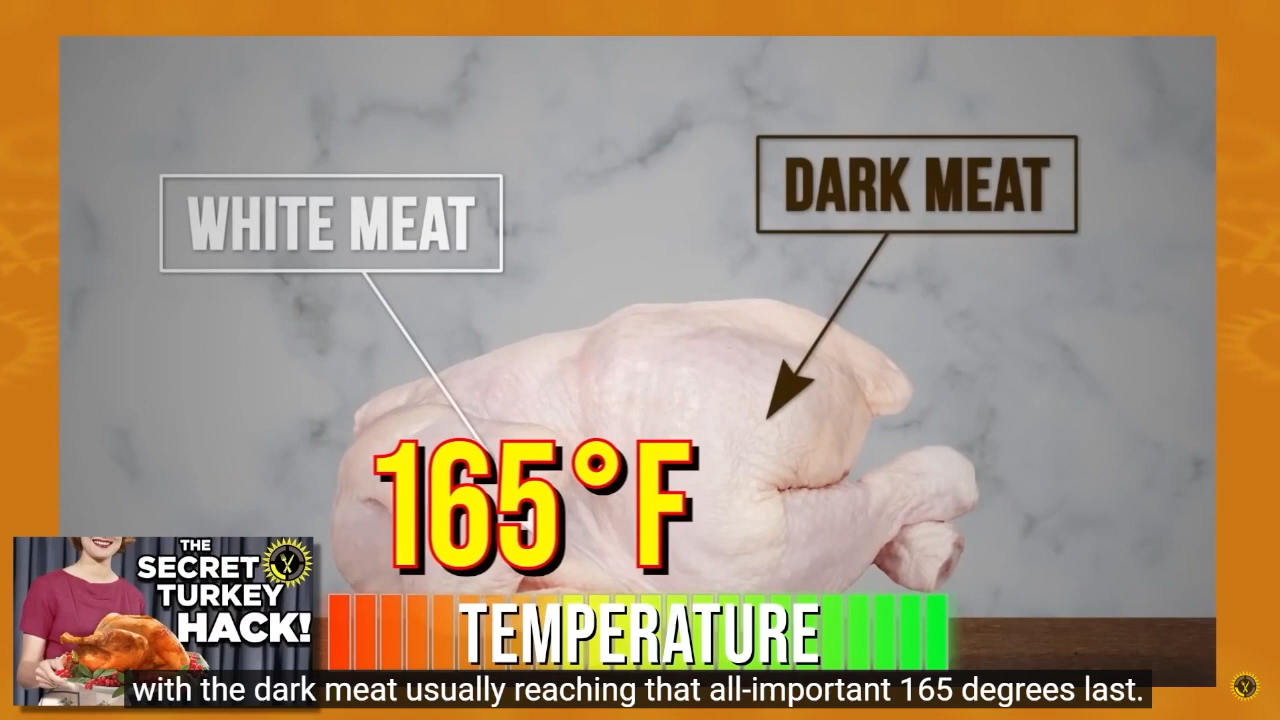 DARK MEAT
WHITE MEAT
165°F
THE
SECRET
TURKEY
HACK!
TEMPERATURE
with the dark meat usually reaching that all-important 165 degrees last.